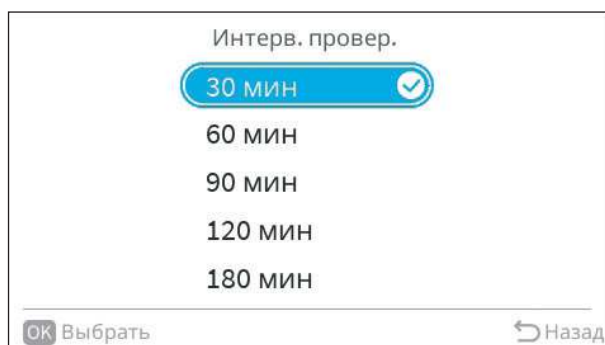 Интерв. провер.
30 мин
60 мин
90 мин
120 мин
180 мин
OK Выбрать
Назад